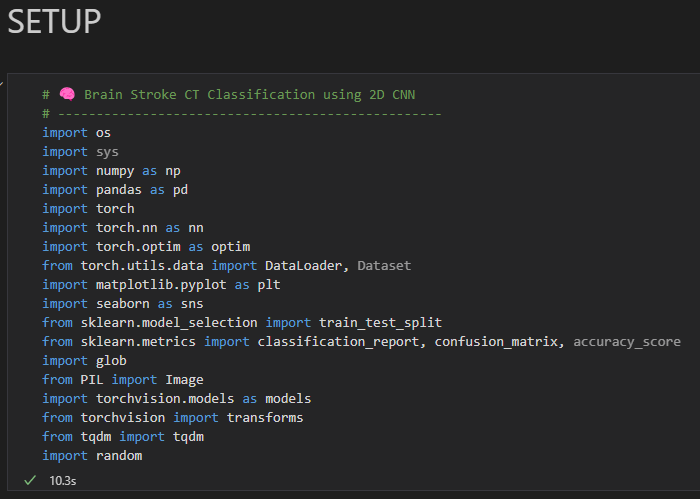 SETUP
# 🧠 Brain Stroke CT Classification using 2D CNN
# --------------------------------------------------
import os
import sys
import numpy as np
import pandas as pd
import torch
import torch.nn as nn
import torch.optim as optim
from torch.utils.data import DataLoader, Dataset
import matplotlib.pyplot as plt
import seaborn as sns
from sklearn.model_selection import train_test_split
from sklearn.metrics import classification_report, confusion_matrix, accuracy_score
import glob
from PIL import Image
import torchvision.models as models
from torchvision import transforms
from tqdm import tqdm
import random
10.3s